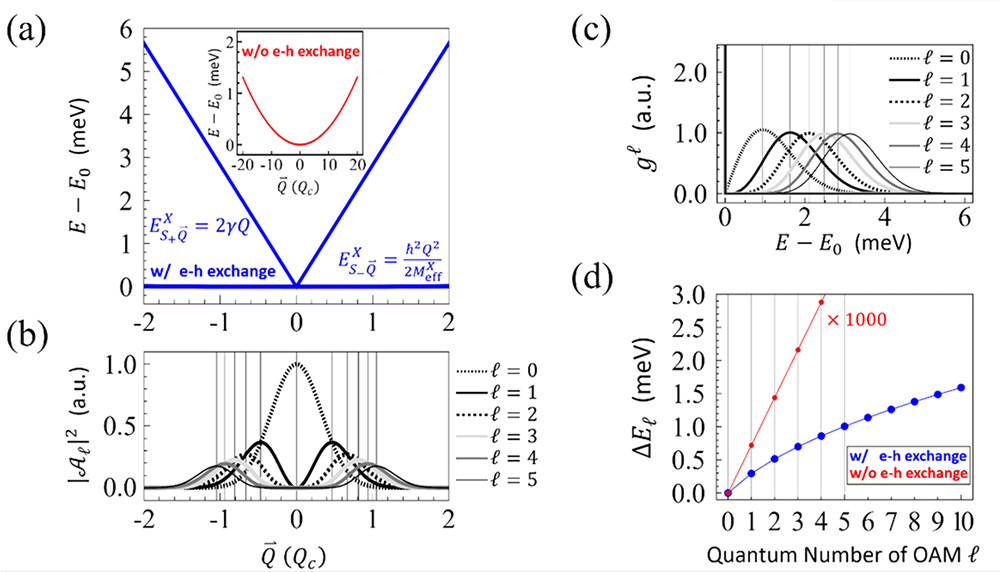 (a)
6
5
4
3
2
1
0
E − E₀ (meV)
-2
-1
0
1
2
w/o e-h exchange
2
1
0
E − E₀ (meV)
-20
-10
0
10
20
Q⃗ (Q_c)
E^X_{S₊Q⃗} = 2γQ
w/ e-h exchange
E^X_{S₋Q⃗} = ħ²Q² / 2M^X_eff
(b)
1.0
0.5
0.0
|𝒜_ℓ|² (a.u.)
-2
-1
0
1
2
Q⃗ (Q_c)
ℓ = 0
ℓ = 1
ℓ = 2
ℓ = 3
ℓ = 4
ℓ = 5
(c)
2.0
1.0
0.0
g^ℓ (a.u.)
0
2
4
6
E − E₀ (meV)
ℓ = 0
ℓ = 1
ℓ = 2
ℓ = 3
ℓ = 4
ℓ = 5
(d)
3.0
2.5
2.0
1.5
1.0
0.5
0.0
ΔE_ℓ (meV)
× 1000
w/ e-h exchange
w/o e-h exchange
0 1 2 3 4 5 6 7 8 9 10
Quantum Number of OAM ℓ